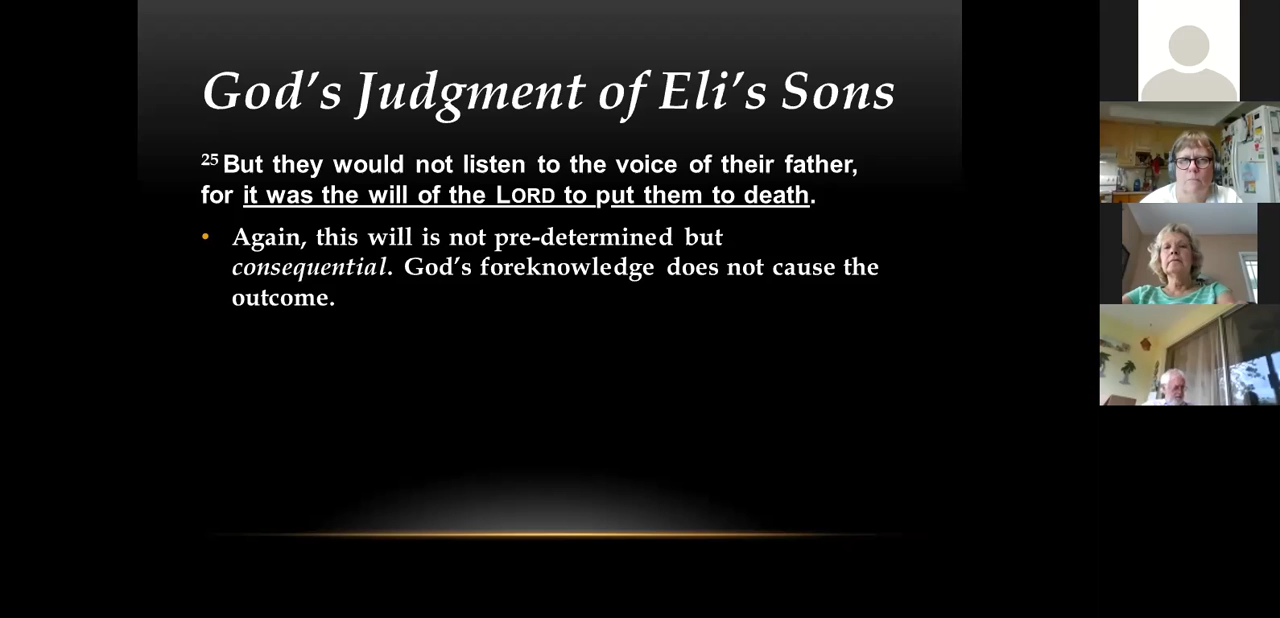 God's Judgment of Eli's Sons
25 But they would not listen to the voice of their father,
for it was the will of the LORD to put them to death.
• Again, this will is not pre-determined but
consequential. God's foreknowledge does not cause the
outcome.